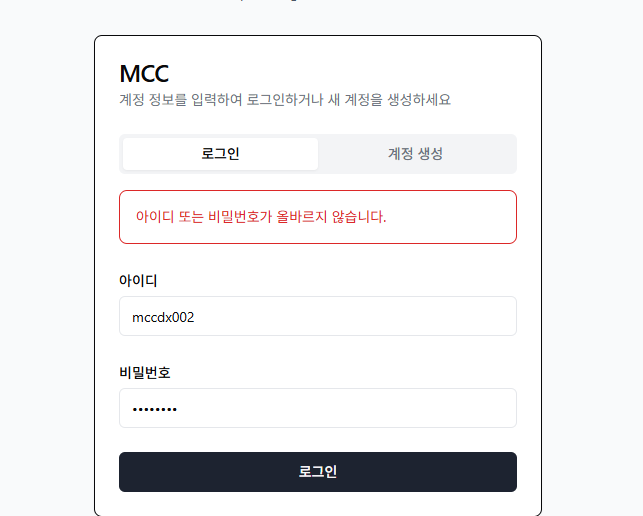 MCC
계정 정보를 입력하여 로그인하거나 새 계정을 생성하세요
로그인
계정 생성
아이디 또는 비밀번호가 올바르지 않습니다.
아이디
mccdx002
비밀번호
••••••••
로그인